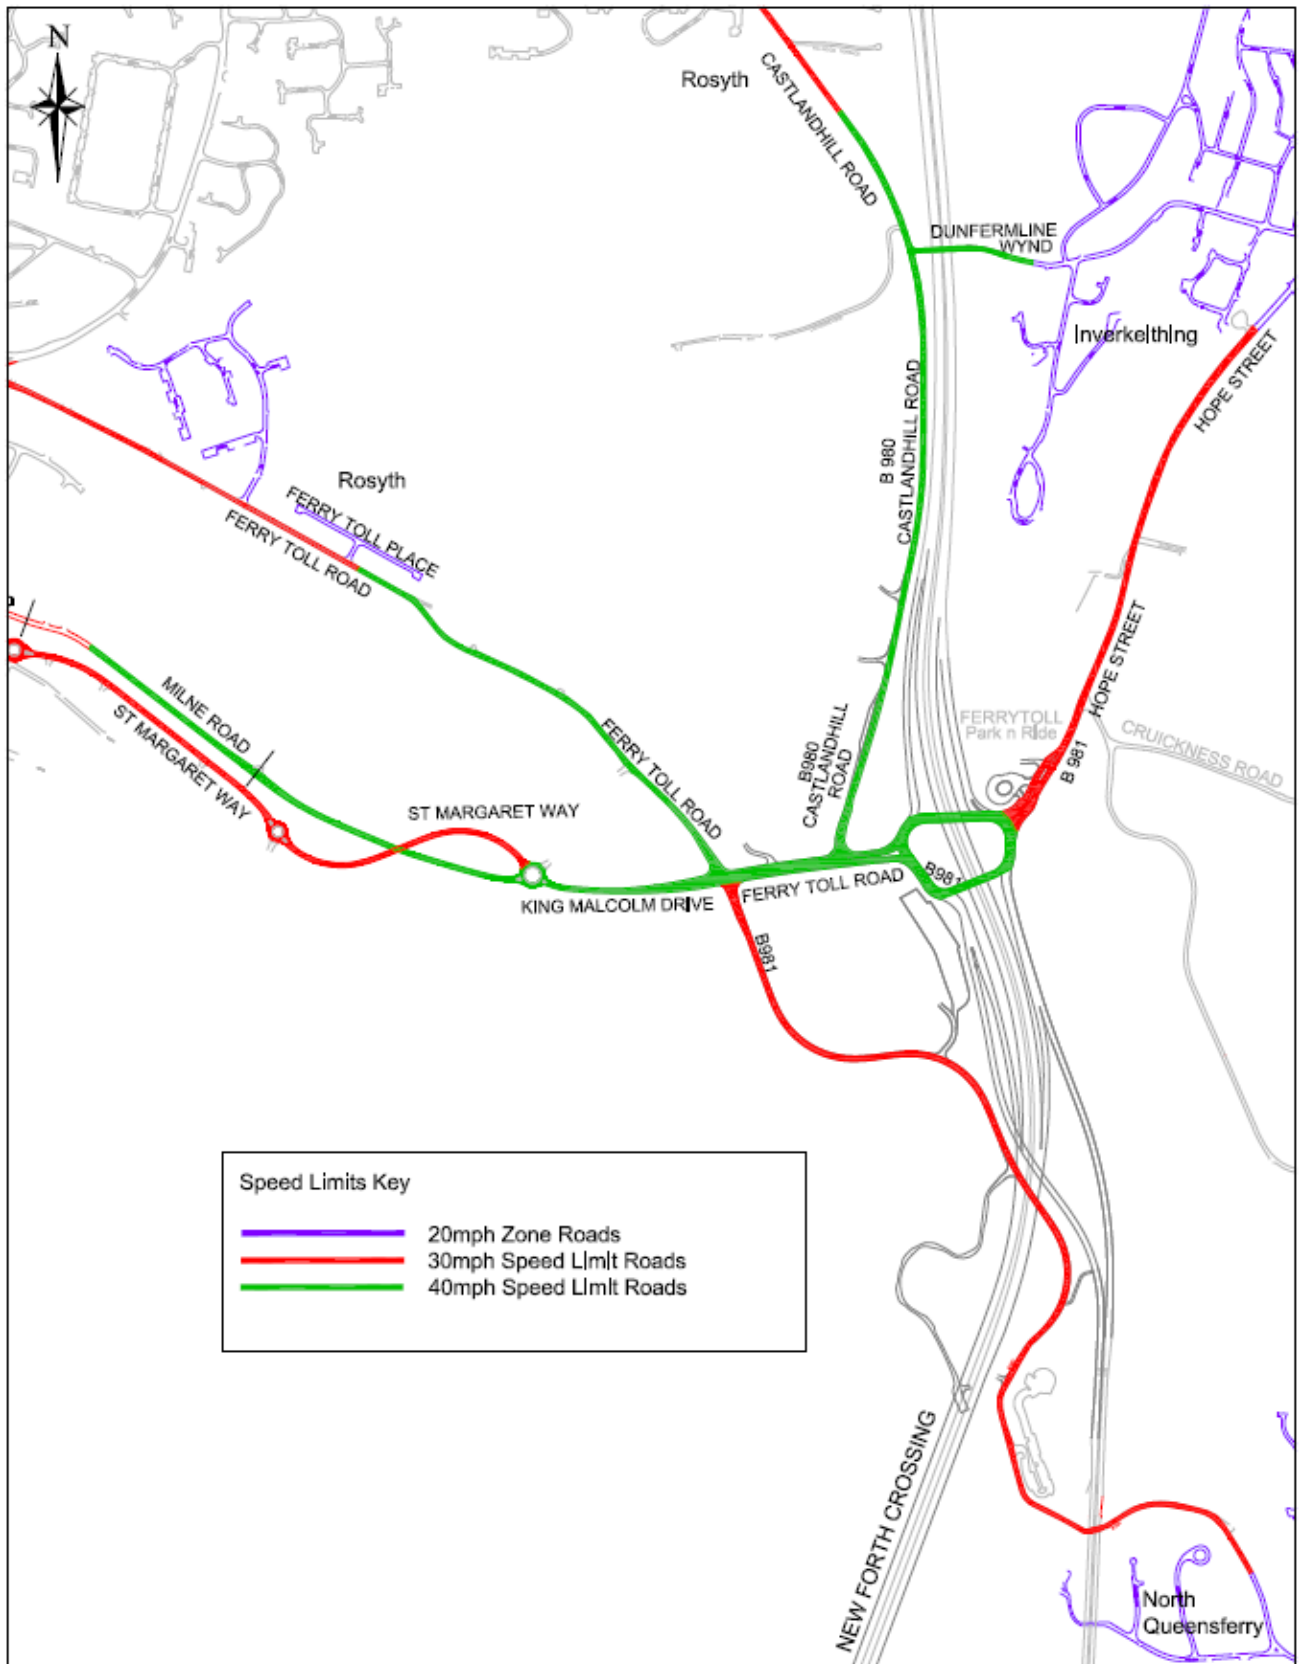 N
Rosyth
CASTLANDHILL ROAD
DUNFERMLINE
WYND
Inverkeithing
HOPE STREET
B 980
CASTLANDHILL ROAD
Rosyth
FERRY TOLL PLACE
FERRY TOLL ROAD
HOPE STREET
MILNE ROAD
ST MARGARET WAY
FERRY TOLL ROAD
B980
CASTLANDHILL
ROAD
FERRYTOLL
Park n Ride
B 981
CRUICKNESS ROAD
ST MARGARET WAY
KING MALCOLM DRIVE
FERRY TOLL ROAD
B981
B981
Speed Limits Key
20mph Zone Roads
30mph Speed Limit Roads
40mph Speed Limit Roads
NEW FORTH CROSSING
North
Queensferry